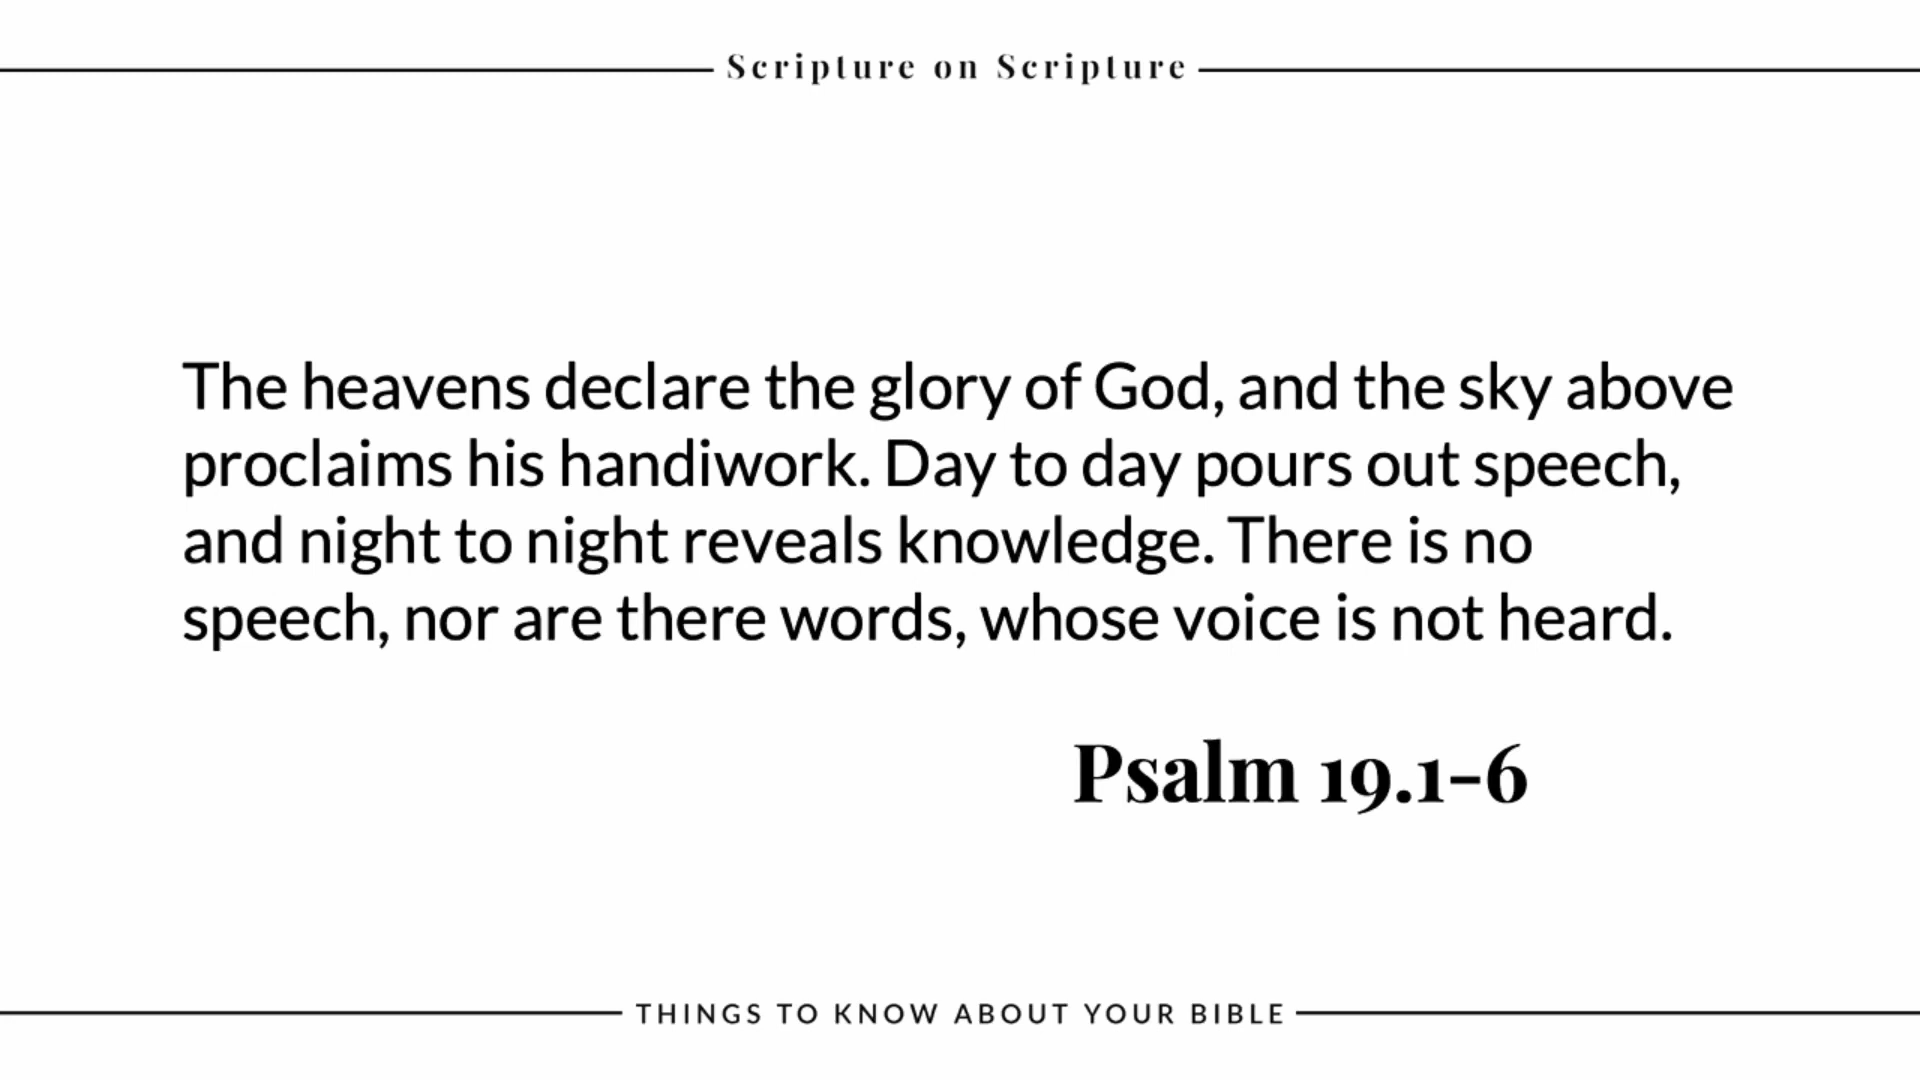 Scripture on Scripture
The heavens declare the glory of God, and the sky above
proclaims his handiwork. Day to day pours out speech,
and night to night reveals knowledge. There is no
speech, nor are there words, whose voice is not heard.
Psalm 19.1-6
THINGS TO KNOW ABOUT YOUR BIBLE